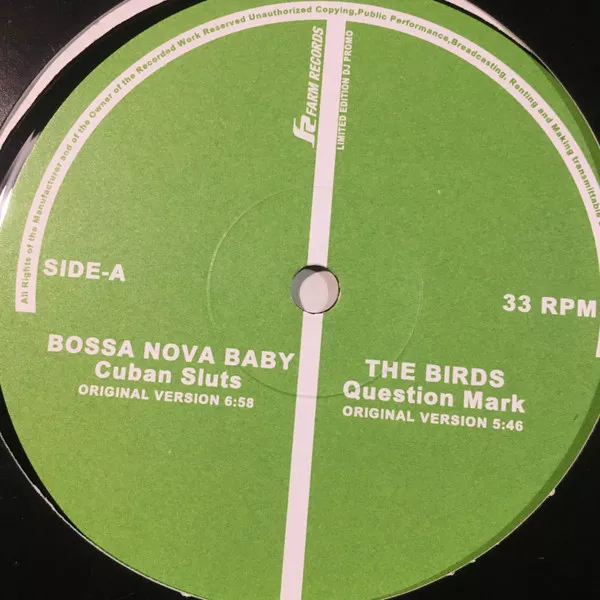 All Rights of the Manufacturer and of the Owner of the Recorded Work Reserved Unauthorized Copying,Public Performance,Broadcasting, Renting and Making transmittable
FARM RECORDS
LIMITED EDITION DJ PROMO
SIDE-A
33 RPM
BOSSA NOVA BABY
Cuban Sluts
ORIGINAL VERSION 6:58
THE BIRDS
Question Mark
ORIGINAL VERSION 5:46